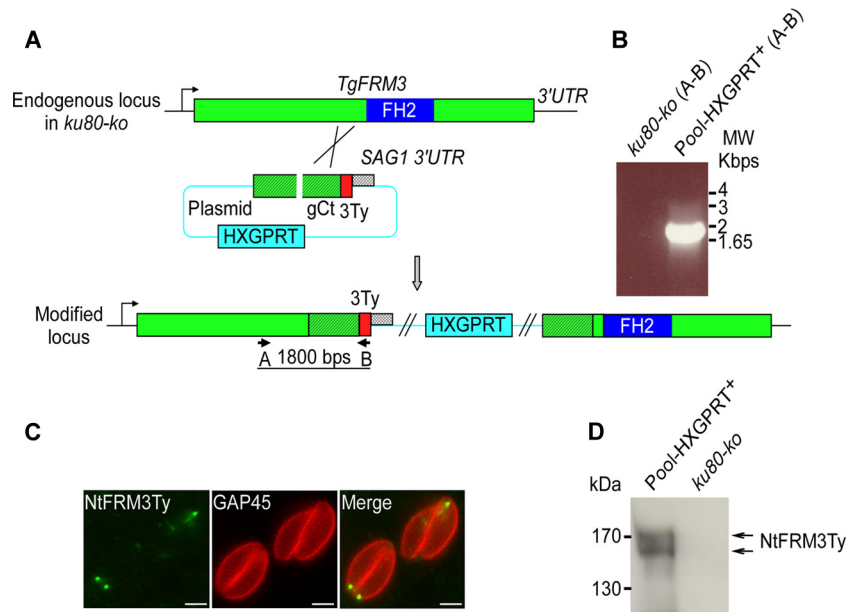 A
TgFRM3
3'UTR
Endogenous locus
in ku80-ko
FH2
SAG1 3'UTR
Plasmid
gCt
3Ty
HXGPRT
Modified
locus
3Ty
HXGPRT
FH2
A 1800 bps B
B
ku80-ko (A-B)
Pool-HXGPRT⁺ (A-B)
MW
Kbps
4
3
2
1.65
C
NtFRM3Ty
GAP45
Merge
D
Pool-HXGPRT⁺
ku80-ko
kDa
170
130
NtFRM3Ty